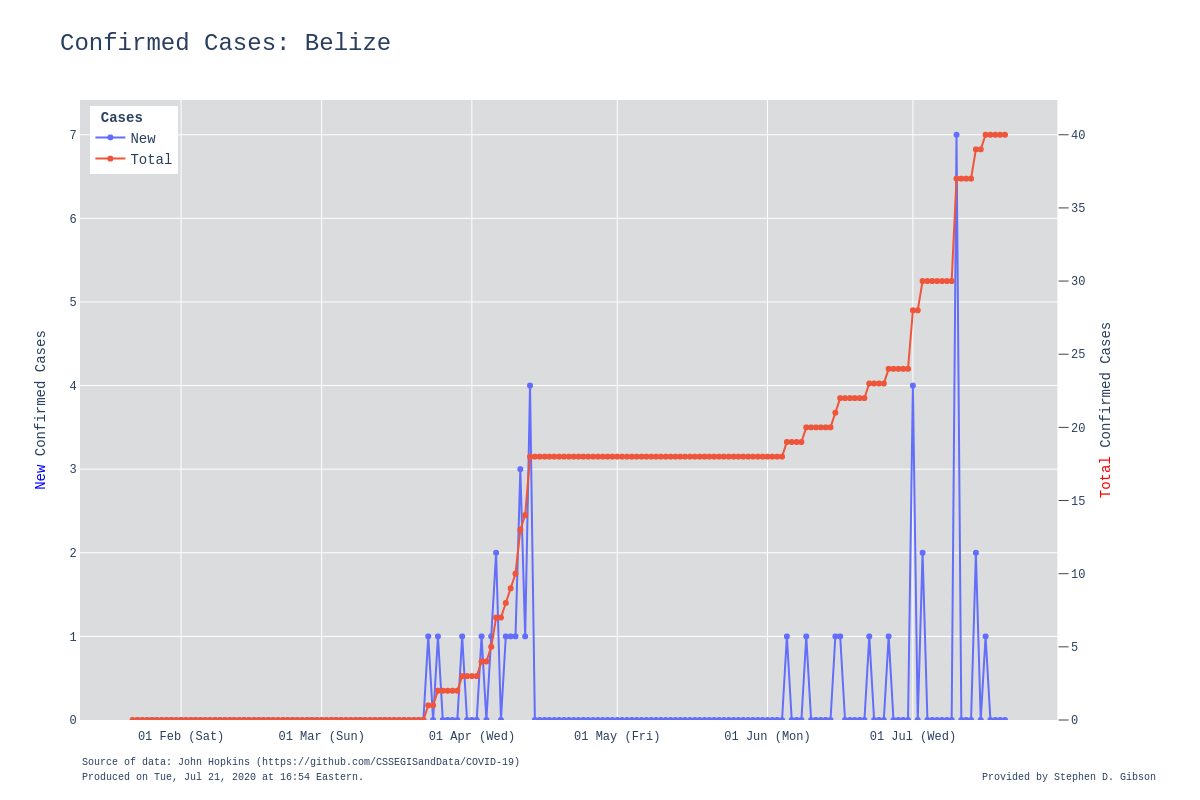 Confirmed Cases: Belize
Cases
New
Total
7
6
5
4
3
2
1
0
40
35
30
25
20
15
10
5
0
New Confirmed Cases
Total Confirmed Cases
01 Feb (Sat) 01 Mar (Sun) 01 Apr (Wed) 01 May (Fri) 01 Jun (Mon) 01 Jul (Wed)
Source of data: John Hopkins (https://github.com/CSSEGISandData/COVID-19)
Produced on Tue, Jul 21, 2020 at 16:54 Eastern.
Provided by Stephen D. Gibson